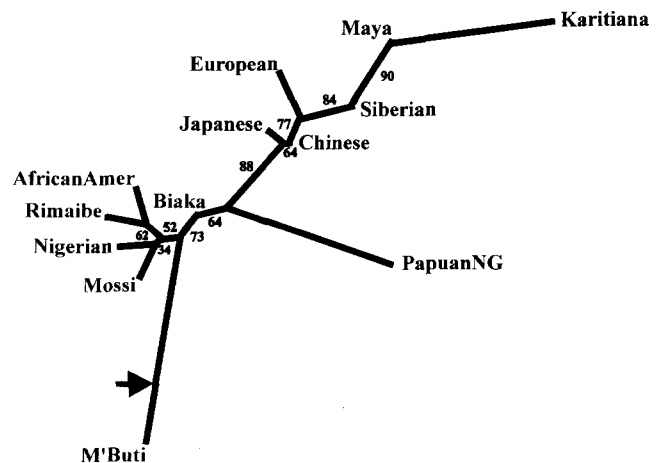 Maya
Karitiana
European
90
84
Siberian
77
Japanese
Chinese
64
88
AfricanAmer
Biaka
Rimaibe
64
62
52
73
Nigerian
34
PapuanNG
Mossi
M'Buti